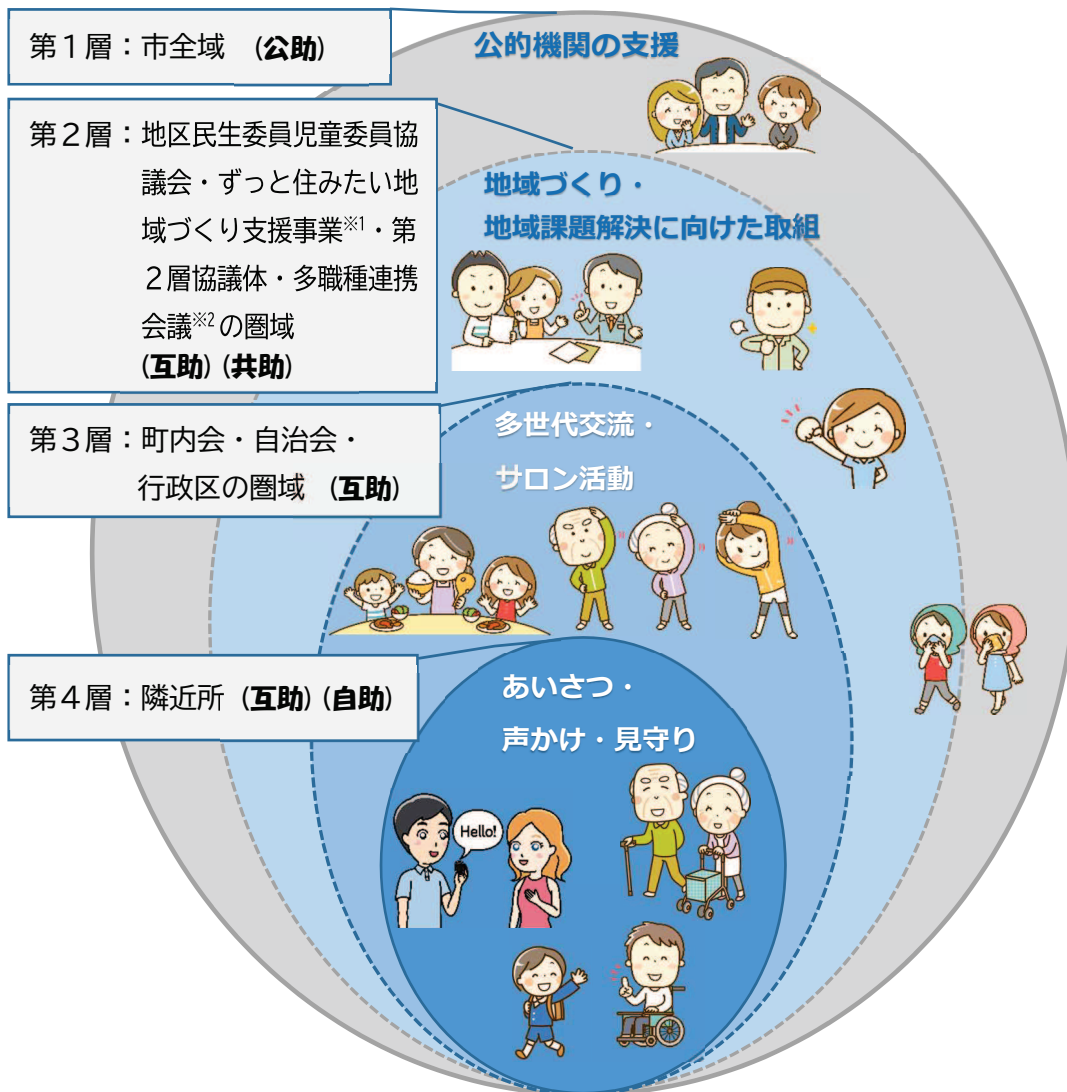 第１層：市全域 (公助)
公的機関の支援
第２層：地区民生委員児童委員協
議会・ずっと住みたい地
域づくり支援事業※1・第
２層協議体・多職種連携
会議※2の圏域
(互助) (共助)
地域づくり・
地域課題解決に向けた取組
第３層：町内会・自治会・
行政区の圏域 (互助)
多世代交流・
サロン活動
第４層：隣近所 (互助) (自助)
あいさつ・
声かけ・見守り
Hello!